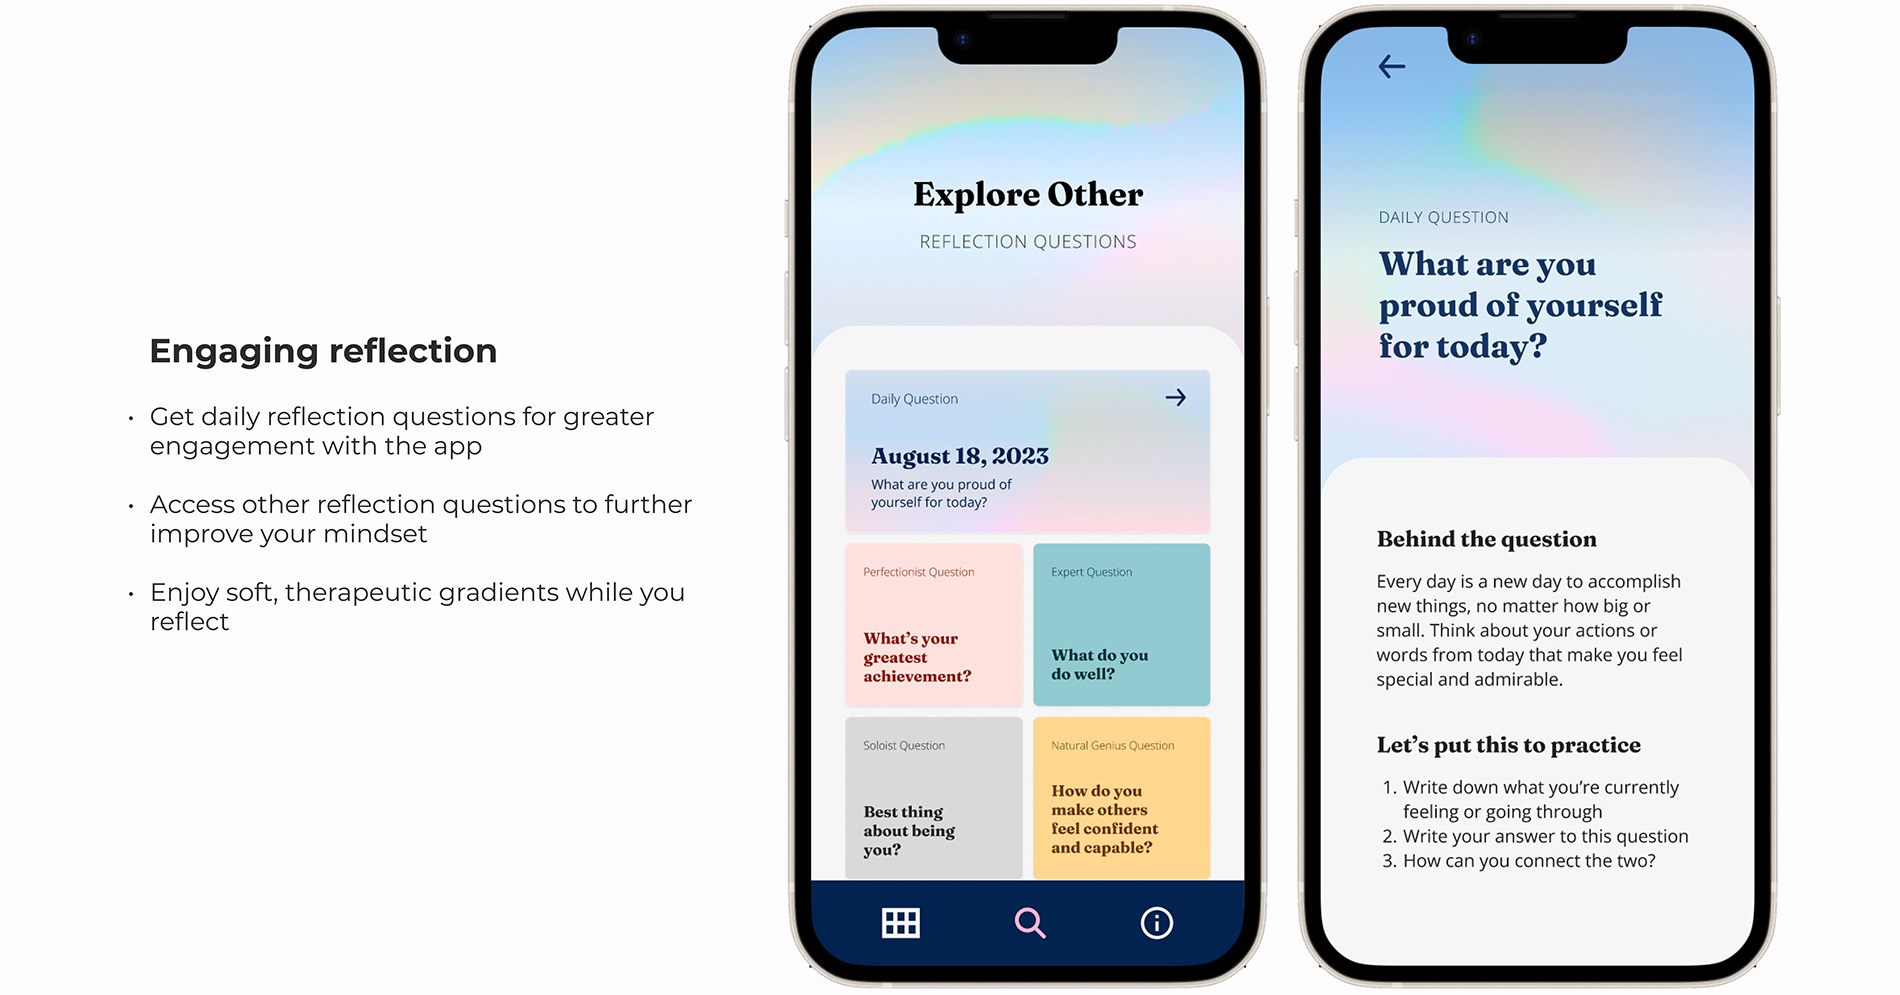 Engaging reflection
• Get daily reflection questions for greater
engagement with the app
• Access other reflection questions to further
improve your mindset
• Enjoy soft, therapeutic gradients while you
reflect
Explore Other
REFLECTION QUESTIONS
Daily Question
August 18, 2023
What are you proud of
yourself for today?
Perfectionist Question
What's your
greatest
achievement?
Expert Question
What do you
do well?
Soloist Question
Best thing
about being
you?
Natural Genius Question
How do you
make others
feel confident
and capable?
DAILY QUESTION
What are you
proud of yourself
for today?
Behind the question
Every day is a new day to accomplish
new things, no matter how big or
small. Think about your actions or
words from today that make you feel
special and admirable.
Let's put this to practice
1. Write down what you're currently
feeling or going through
2. Write your answer to this question
3. How can you connect the two?